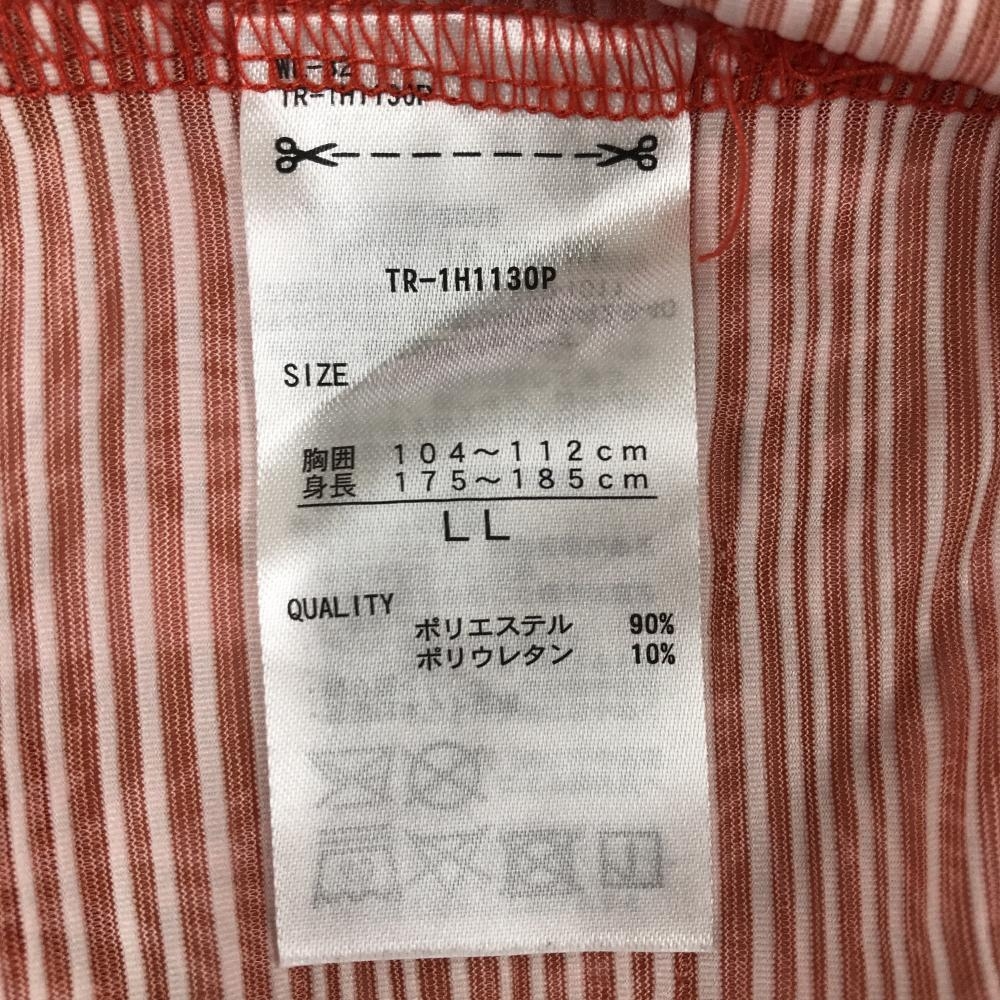 TR-1H1130P
TR-1H1130P
SIZE
胸囲 104～112cm
身長 175～185cm
LL
QUALITY
ポリエステル 90%
ポリウレタン 10%